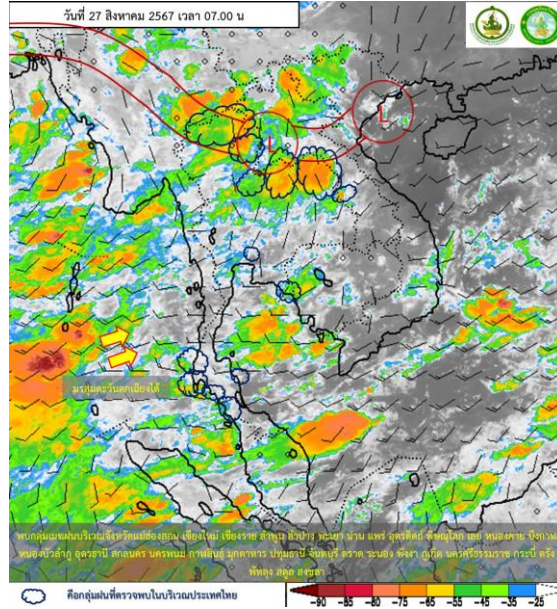 วันที่ 27 สิงหาคม 2567 เวลา 07.00 น
L
L
มรสุมตะวันตกเฉียงใต้
พบกลุ่มเมฆฝนบริเวณจังหวัดแม่ฮ่องสอน เชียงใหม่ เชียงราย ลำพูน ลำปาง พะเยา น่าน แพร่ อุตรดิตถ์ พิษณุโลก เลย หนองคาย บึงกาฬ
หนองบัวลำภู อุดรธานี สกลนคร นครพนม กาฬสินธุ์ มุกดาหาร ปทุมธานี จันทบุรี ตราด ระนอง พังงา ภูเก็ต นครศรีธรรมราช กระบี่ ตรัง
พัทลุง สตูล สงขลา
คือกลุ่มฝนที่ตรวจพบในบริเวณประเทศไทย
-90 -85 -80 -75 -65 -55 -45 -35 -25